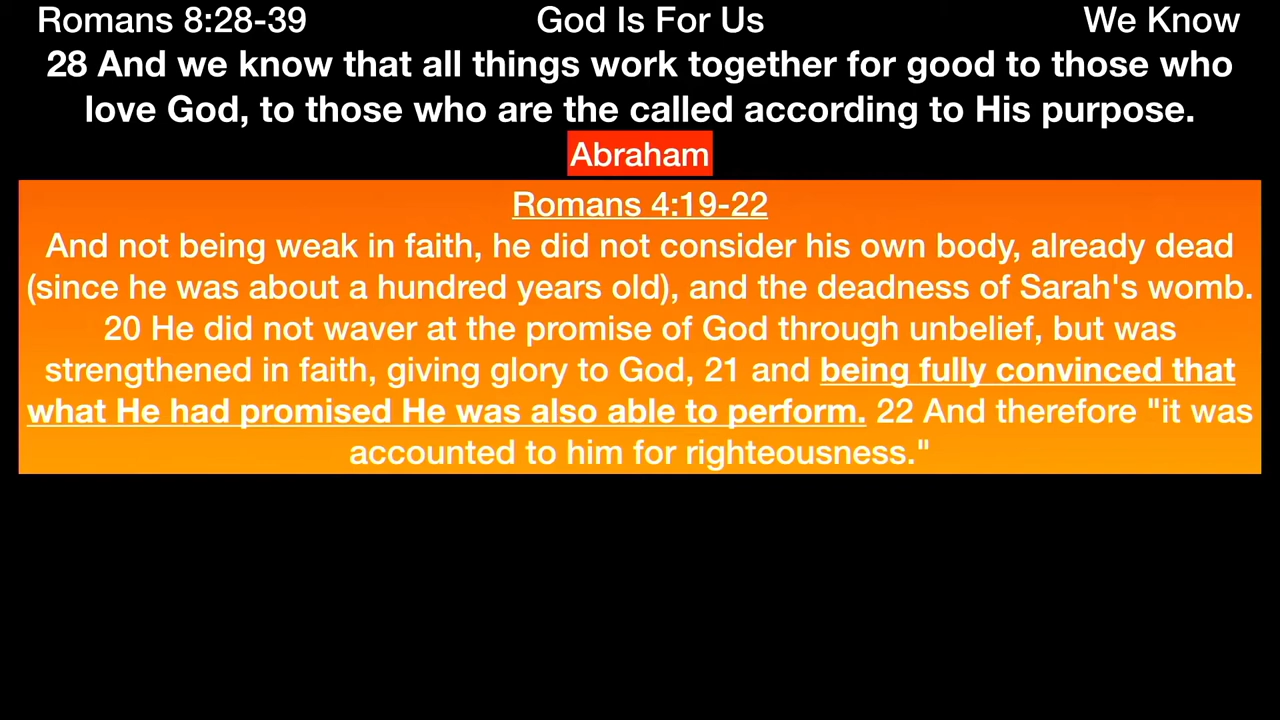 Romans 8:28-39 God Is For Us We Know
28 And we know that all things work together for good to those who
love God, to those who are the called according to His purpose.
Abraham
Romans 4:19-22
And not being weak in faith, he did not consider his own body, already dead
(since he was about a hundred years old), and the deadness of Sarah's womb.
20 He did not waver at the promise of God through unbelief, but was
strengthened in faith, giving glory to God, 21 and being fully convinced that
what He had promised He was also able to perform. 22 And therefore "it was
accounted to him for righteousness."